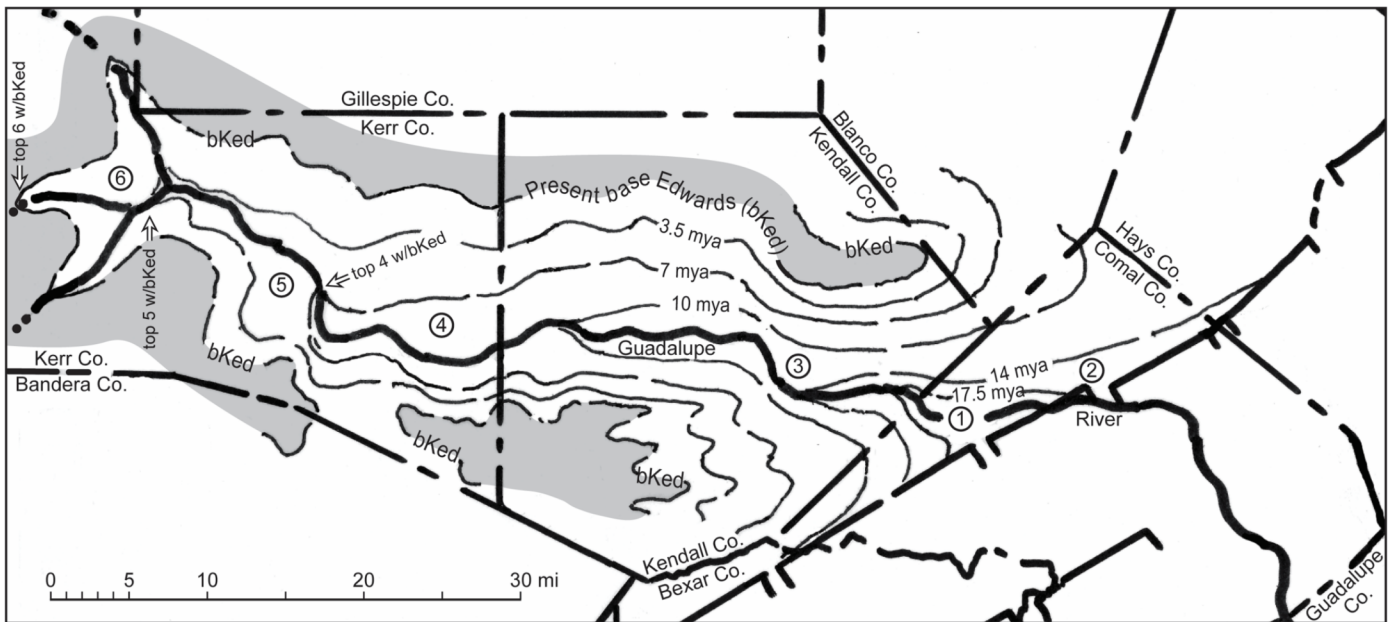 Gillespie Co.
Kerr Co.
Blanco Co.
Kendall Co.
top 6 w/bKed
bKed
⑥
Present base Edwards (bKed)
3.5 mya
bKed
Hays Co.
Comal Co.
top 4 w/bKed
7 mya
top 5 w/bKed
⑤
10 mya
④
Guadalupe
③
14 mya
②
17.5 mya
①
River
Kerr Co.
Bandera Co.
bKed
bKed
bKed
Kendall Co.
Bexar Co.
Guadalupe
Co.
0 5 10 20 30 mi